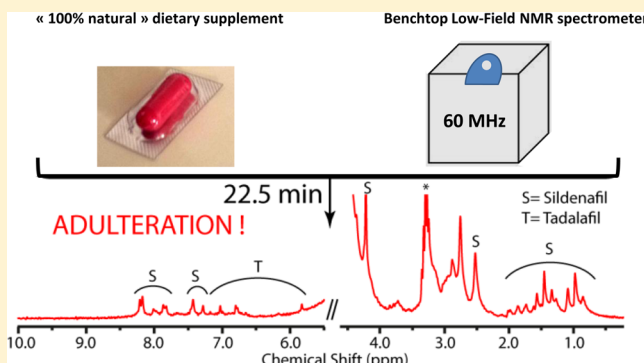 « 100% natural » dietary supplement
Benchtop Low-Field NMR spectrometer
60 MHz
22.5 min
ADULTERATION !
S= Sildenafil
T= Tadalafil
S
S
T
S
*
S
S
//
10.0 9.0 8.0 7.0 6.0 4.0 3.0 2.0 1.0
Chemical Shift (ppm)